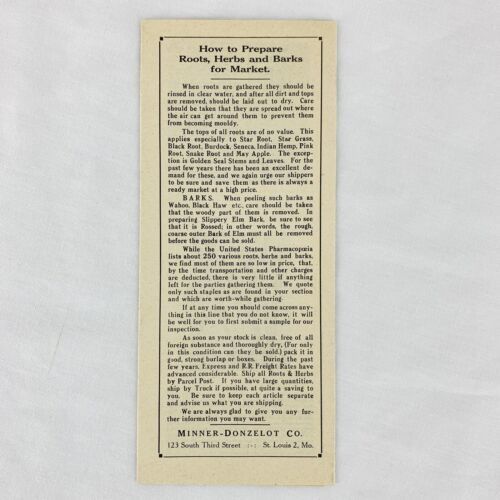 How to Prepare
Roots, Herbs and Barks
for Market.
When roots are gathered they should be
rinsed in clear water, and after all dirt and tops
are removed, should be laid out to dry. Care
should be taken that they are spread out where
the air can get around them to prevent them
from becoming mouldy.
The tops of all roots are of no value. This
applies especially to Star Root, Star Grass,
Black Root, Burdock, Seneca, Indian Hemp, Pink
Root, Snake Root and May Apple. The excep-
tion is Golden Seal Stems and Leaves. For the
past few years there has been an excellent de-
mand for these, and we again urge our shippers
to be sure and save them as there is always a
ready market at a high price.
BARKS. When peeling such barks as
Wahoo, Black Haw etc., care should be taken
that the woody part of them is removed. In
preparing Slippery Elm Bark, be sure to see
that it is Rossed; in other words, the rough,
coarse outer Bark of Elm must all be removed
before the goods can be sold.
While the United States Pharmacopœia
lists about 250 various roots, herbs and barks,
we find most of them are so low in price, that,
by the time transportation and other charges
are deducted, there is very little if anything
left for the parties gathering them. We quote
only such staples as are found in your section
and which are worth-while gathering.
If at any time you should come across any-
thing is this line that you do not know, it will
be well for you to first submit a sample for our
inspection.
As soon as your stock is clean, free of all
foreign substance and thoroughly dry, (For only
in this condition can they be sold,) pack it in
good, strong burlap or boxes. During the past
few years, Express and R.R. Freight Rates have
advanced considerable. Ship all Roots & Herbs
by Parcel Post. If you have large quantities,
ship by Truck if possible, at quite a saving to
you. Be sure to keep each article separate
and advise us what you are shipping.
We are always glad to give you any fur-
ther information you may want.
MINNER-DONZELOT CO.
123 South Third Street :-: St. Louis 2, Mo.